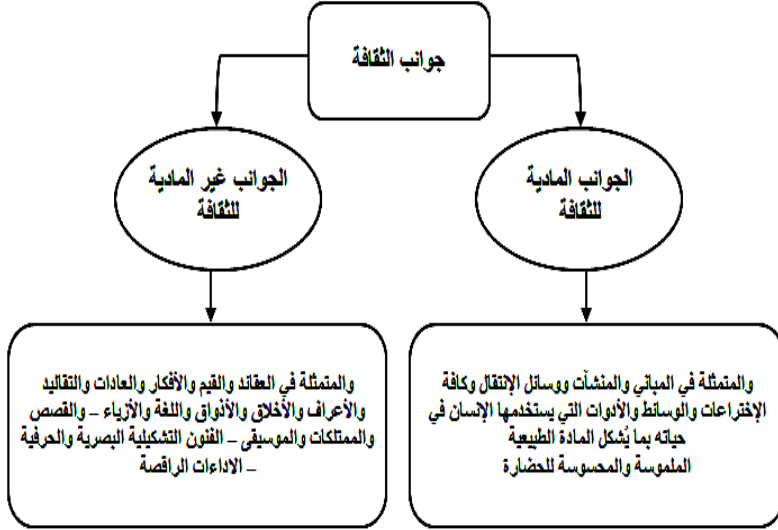 جوانب الثقافة
الجوانب المادية
للثقافة
الجوانب غير المادية
للثقافة
والمتمثلة في المباني والمنشآت ووسائل الإنتقال وكافة
الإختراعات والوسائط والأدوات التي يستخدمها الإنسان في
حياته بما يُشكل المادة الطبيعية
الملموسة والمحسوسة للحضارة
والمتمثلة في العقائد والقيم والأفكار والعادات والتقاليد
والأعراف والأخلاق والأذواق واللغة والأزياء – والقصص
والممتلكات والموسيقى – الفنون التشكيلية البصرية والحرفية
– الاداءات الراقصة